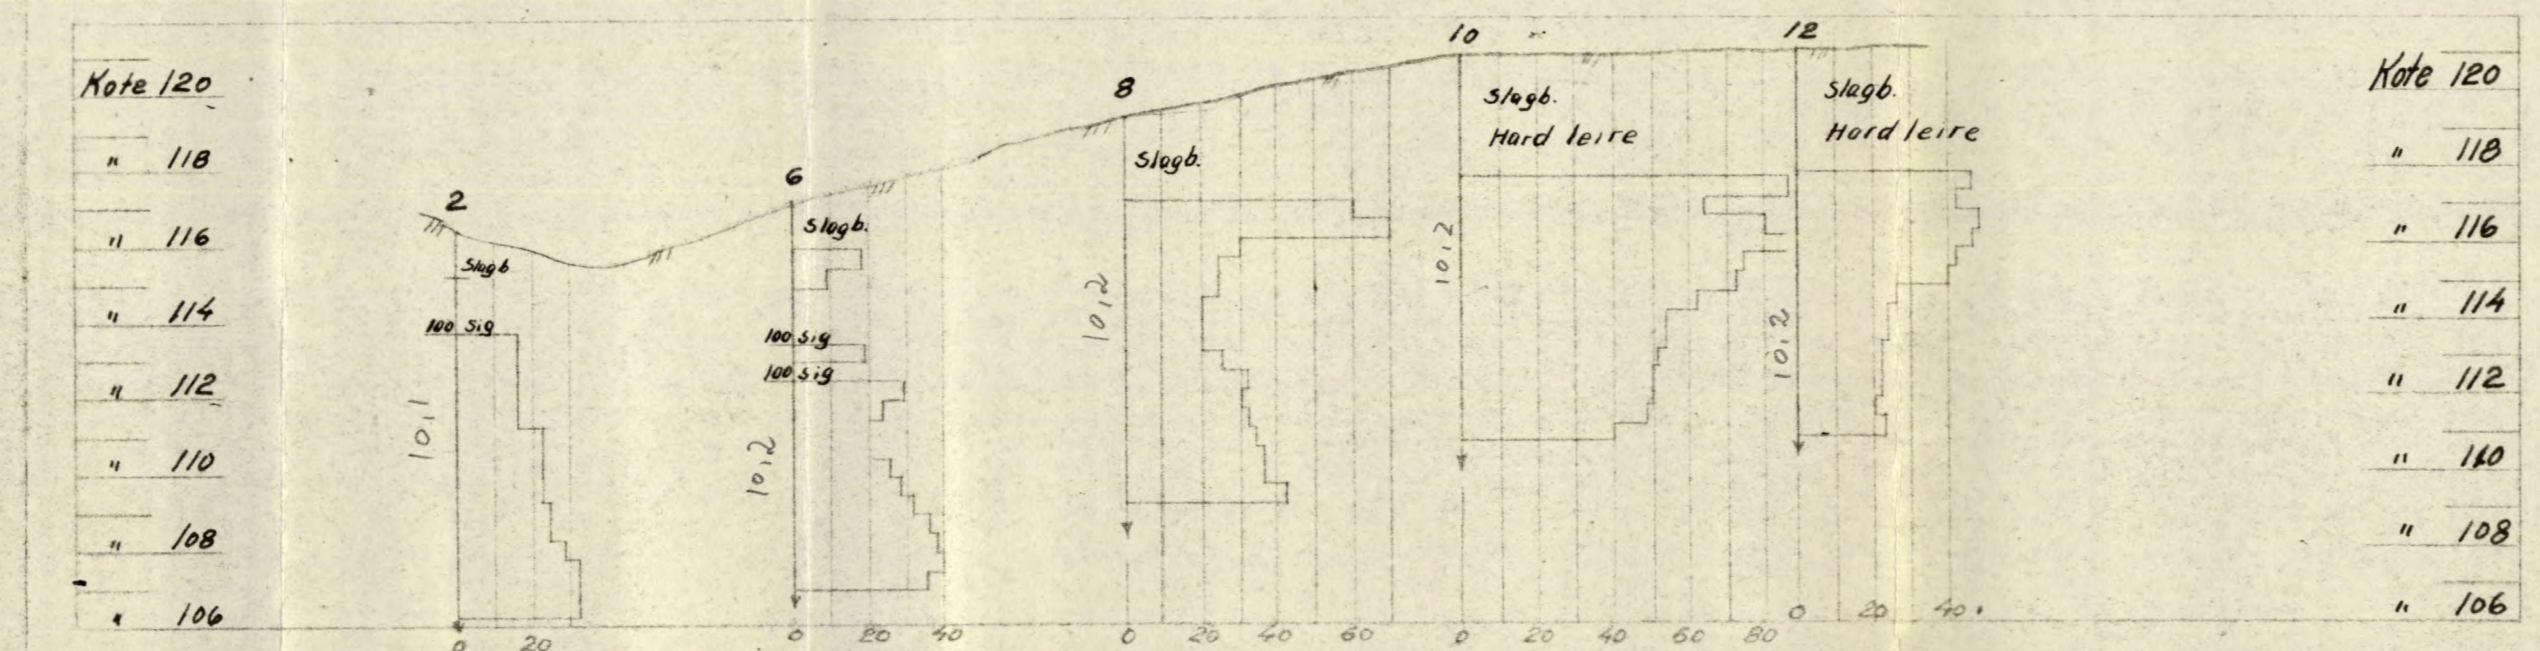 10 12
Kote 120 8 Slagb. Slagb. Kote 120
Hard leire Hard leire
" 118 6 Slagb. " 118
2
" 116 Slagb. " 116
Slagb
" 114 " 114
100 Sig 100 Sig
100 Sig
" 112 " 112
10,1 10,2 10,2 10,2 10,2
" 110 " 110
" 108 " 108
" 106 " 106
0 20 0 20 40 0 20 40 60 0 20 40 60 80 0 20 40